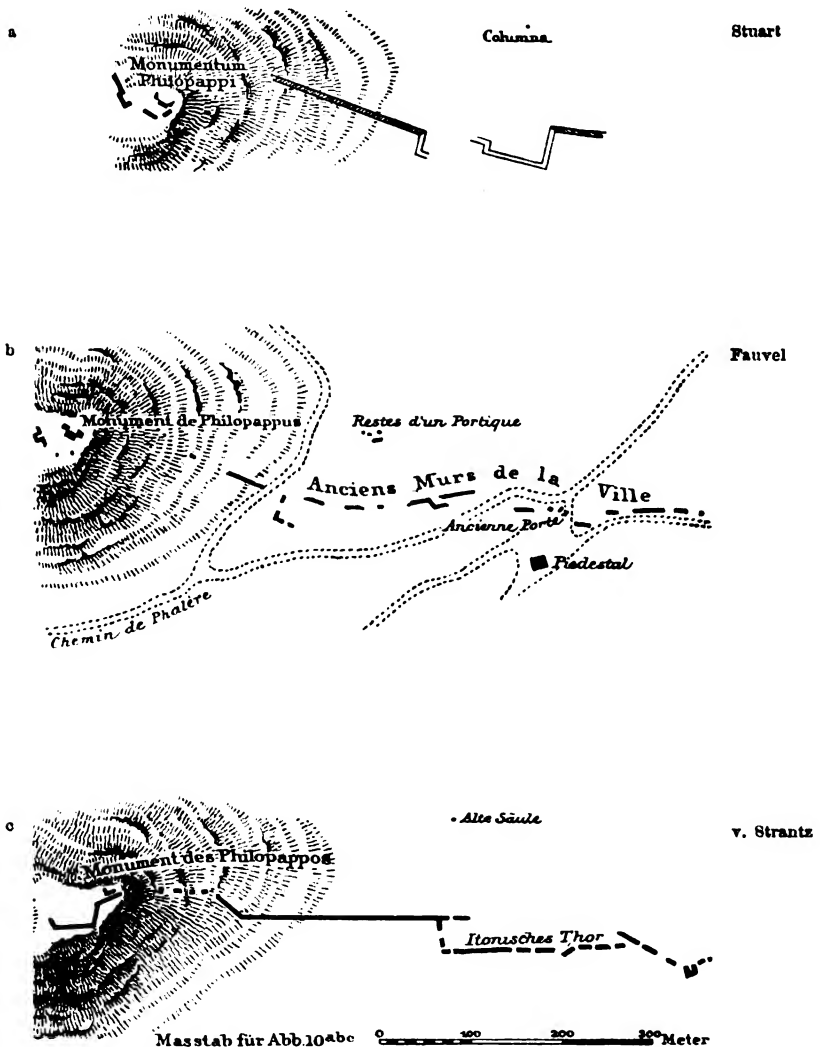 a
Columna
Stuart
Monumentum
Philopappi
b
Fauvel
Monument de Philopappus
Restes d'un Portique
Anciens Murs de la Ville
Ancienne Porte
Piedestal
Chemin de Phalère
c
Alte Säule
v. Strantz
Monument des Philopappos
Itonisches Thor
Masstab für Abb. 10abc 0 100 200 300 Meter